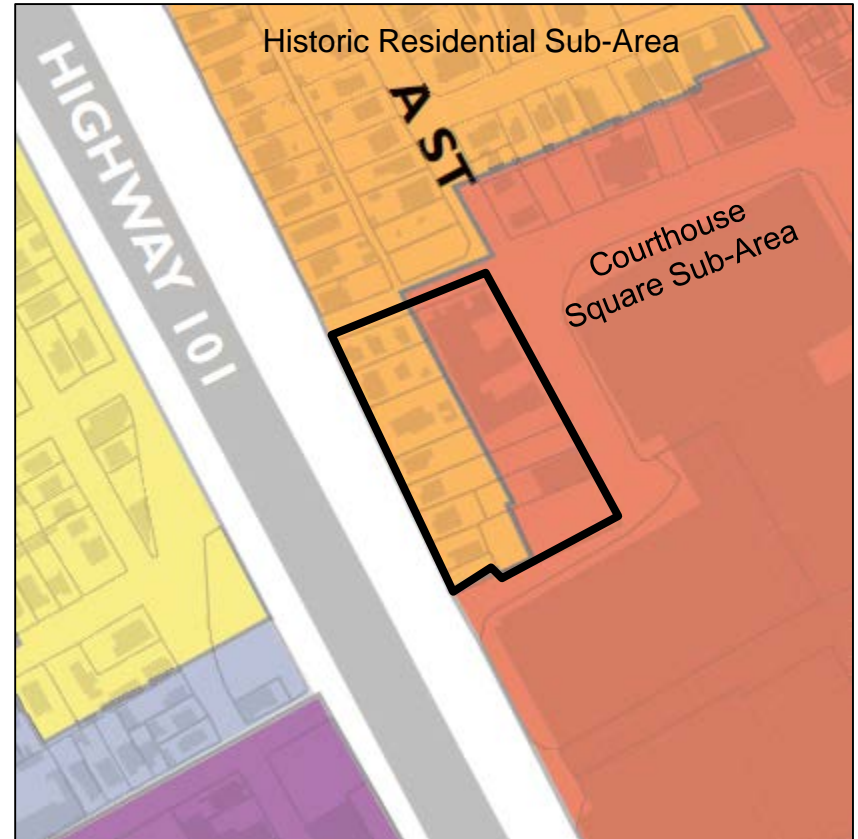 Historic Residential Sub-Area
HIGHWAY 101
A ST
Courthouse
Square Sub-Area